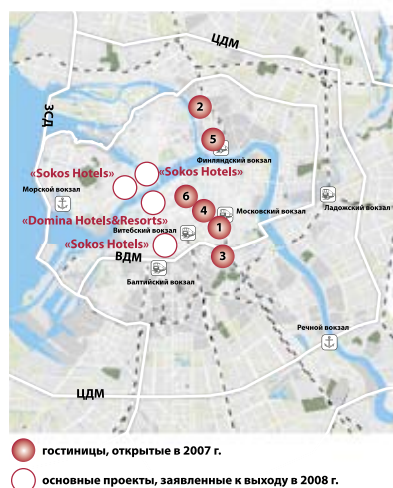 ЦДМ
ЗСД
2
5
Финляндский вокзал
«Sokos Hotels»
«Sokos Hotels»
Морской вокзал
Ладожский вокзал
6
4
Московский вокзал
«Domina Hotels&Resorts»
1
Витебский вокзал
«Sokos Hotels»
ВДМ
3
Балтийский вокзал
Речной вокзал
ЦДМ
гостиницы, открытые в 2007 г.
основные проекты, заявленные к выходу в 2008 г.